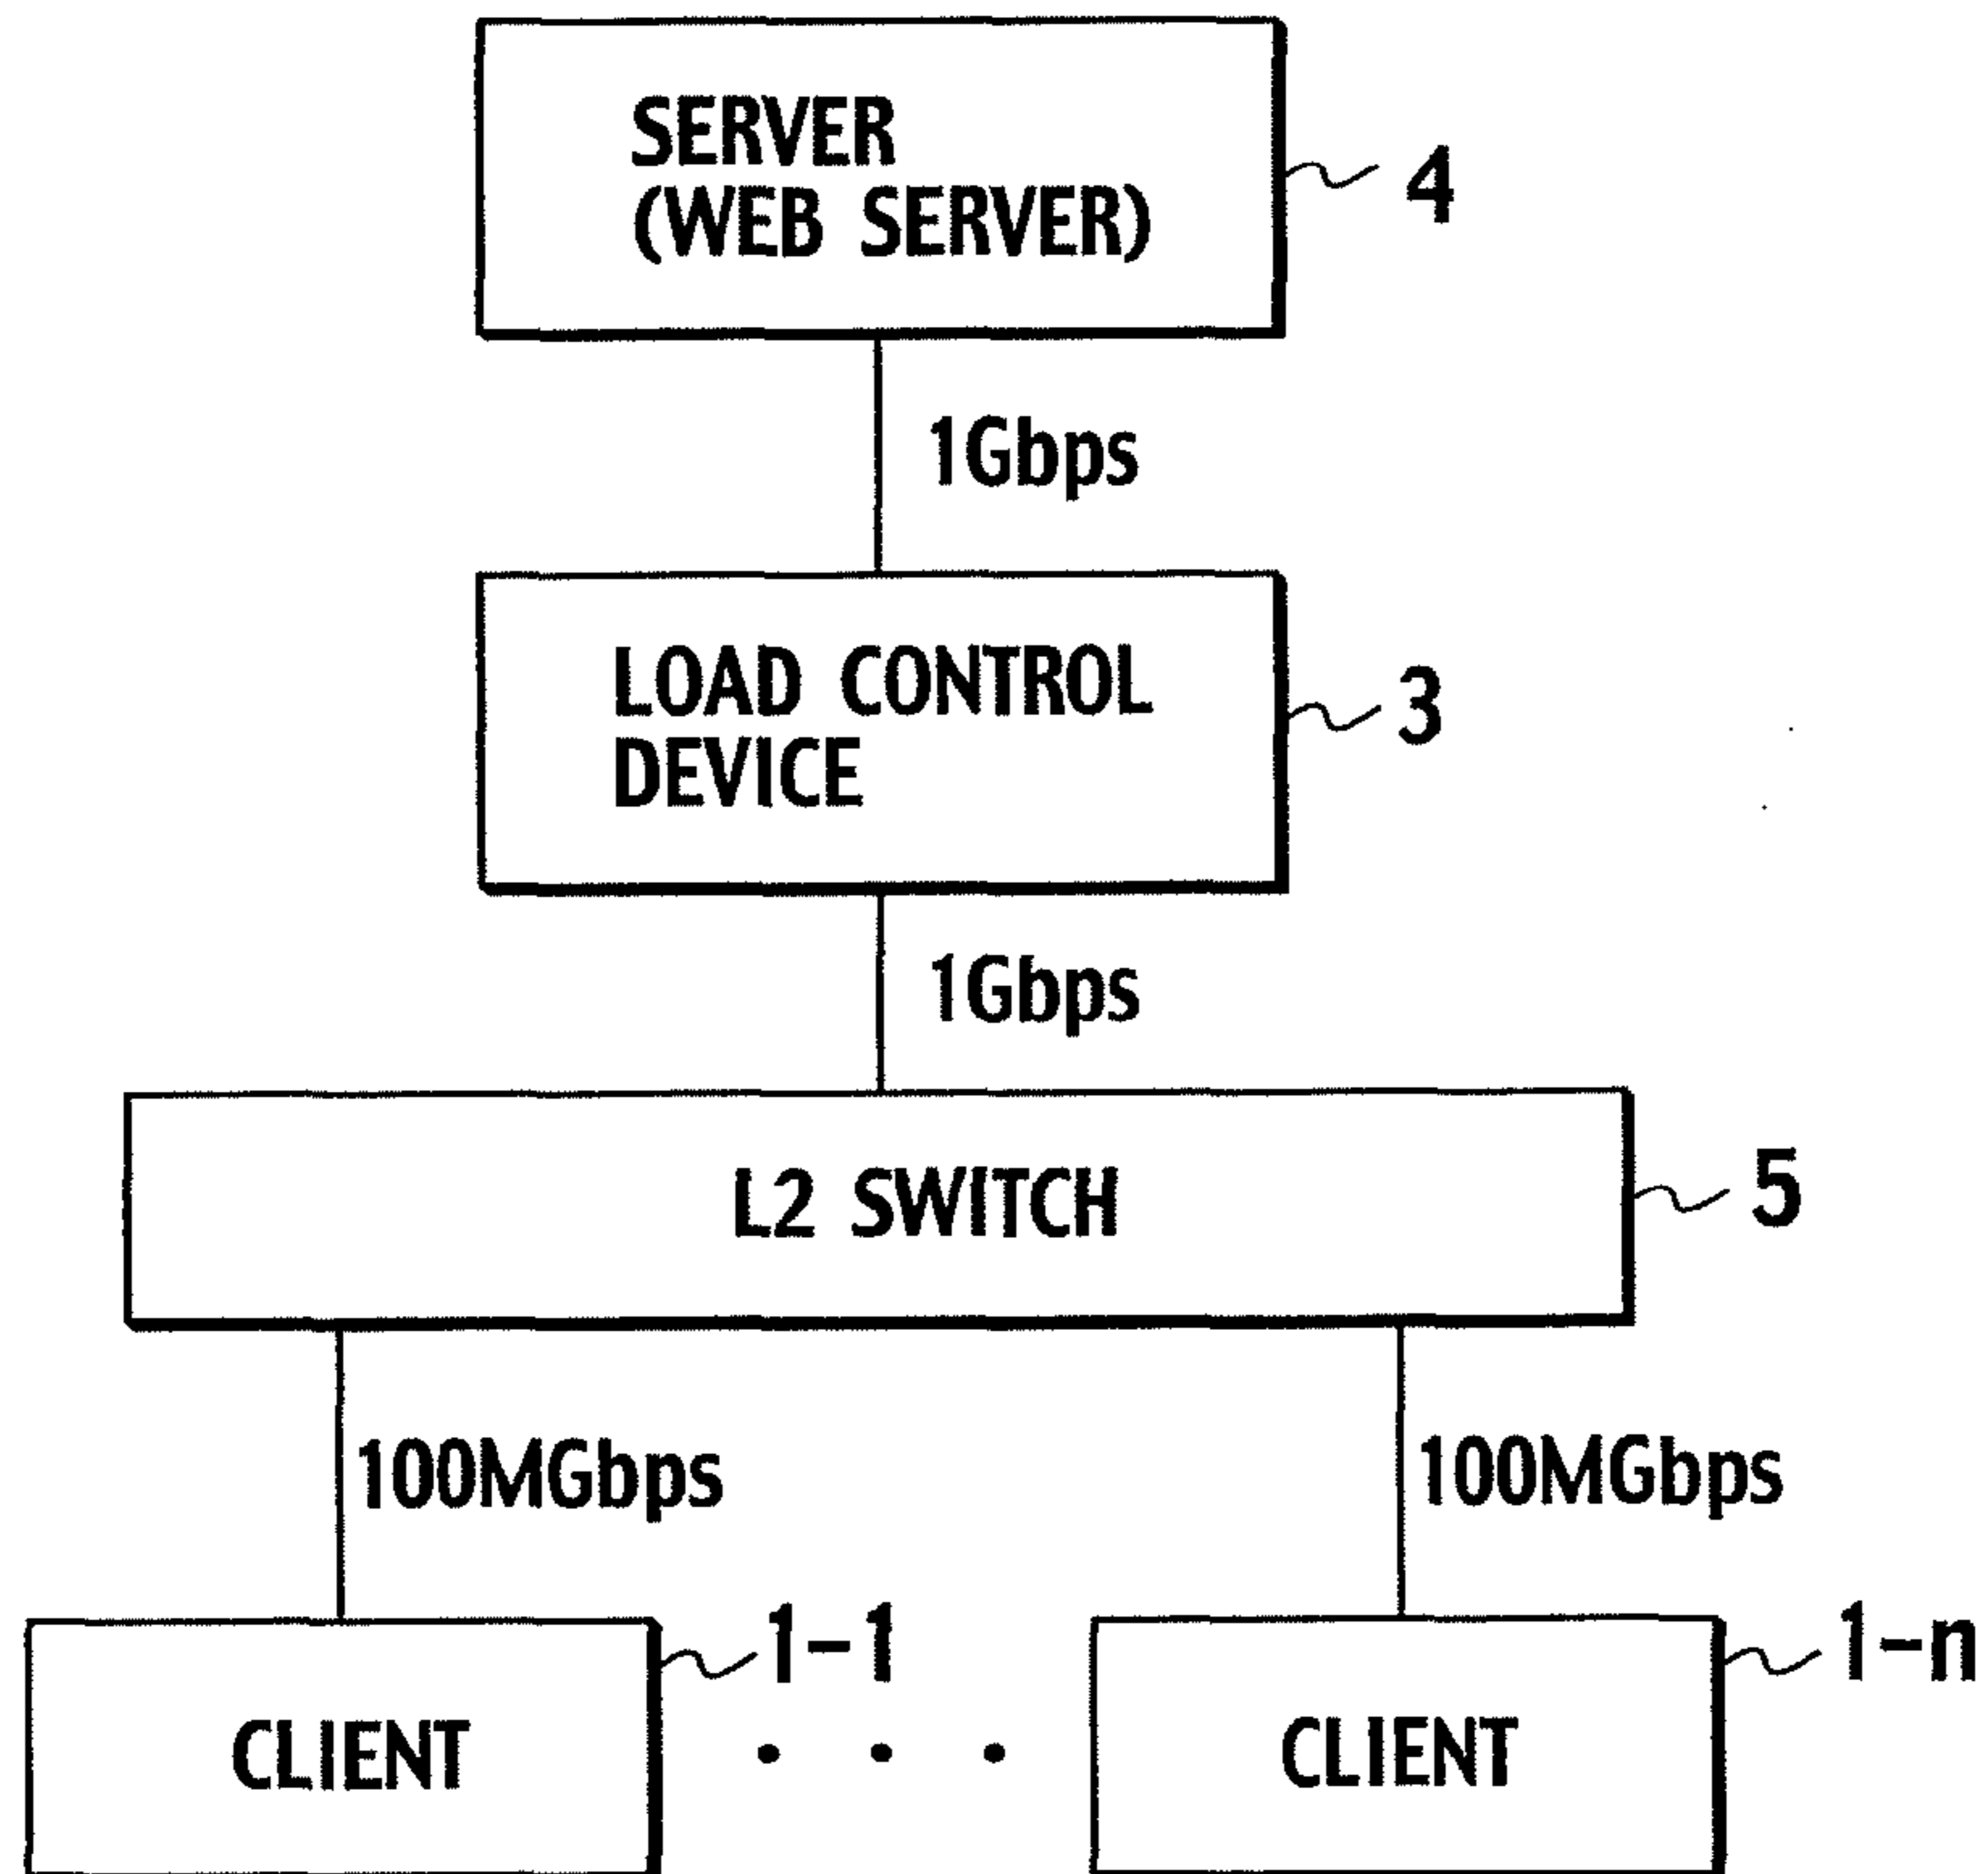 SERVER
(WEB SERVER)
4
1Gbps
LOAD CONTROL
DEVICE
3
1Gbps
L2 SWITCH
5
100MGbps
100MGbps
1-1
1-n
CLIENT
CLIENT